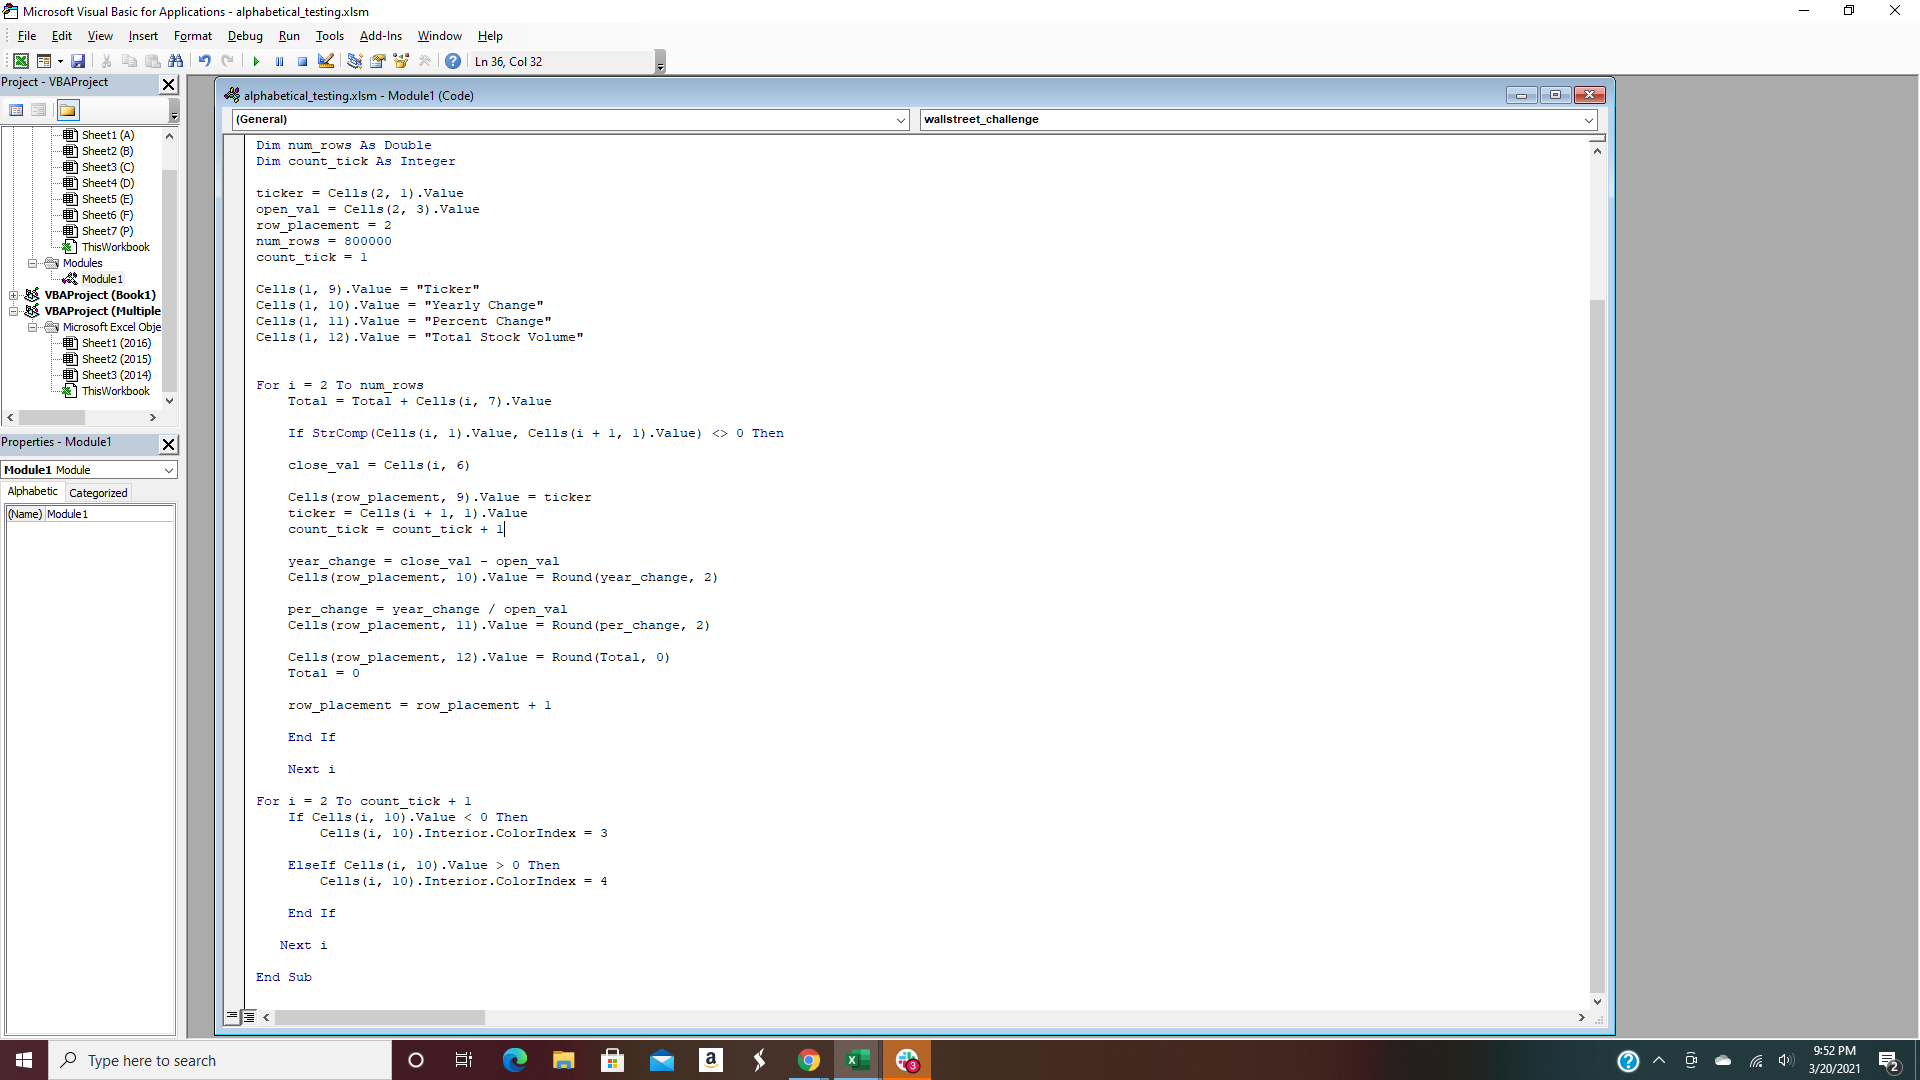 Microsoft Visual Basic for Applications - alphabetical_testing.xlsm
File Edit View Insert Format Debug Run Tools Add-Ins Window Help
Ln 36, Col 32
Project - VBAProject
Sheet1 (A)
Sheet2 (B)
Sheet3 (C)
Sheet4 (D)
Sheet5 (E)
Sheet6 (F)
Sheet7 (P)
ThisWorkbook
Modules
Module1
VBAProject (Book1)
VBAProject (Multiple
Microsoft Excel Obje
Sheet1 (2016)
Sheet2 (2015)
Sheet3 (2014)
ThisWorkbook
Properties - Module1
Module1 Module
Alphabetic Categorized
(Name) Module1
alphabetical_testing.xlsm - Module1 (Code)
(General) wallstreet_challenge
Dim num_rows As Double
Dim count_tick As Integer
ticker = Cells(2, 1).Value
open_val = Cells(2, 3).Value
row_placement = 2
num_rows = 800000
count_tick = 1
Cells(1, 9).Value = "Ticker"
Cells(1, 10).Value = "Yearly Change"
Cells(1, 11).Value = "Percent Change"
Cells(1, 12).Value = "Total Stock Volume"
For i = 2 To num_rows
Total = Total + Cells(i, 7).Value
If StrComp(Cells(i, 1).Value, Cells(i + 1, 1).Value) <> 0 Then
close_val = Cells(i, 6)
Cells(row_placement, 9).Value = ticker
ticker = Cells(i + 1, 1).Value
count_tick = count_tick + 1
year_change = close_val - open_val
Cells(row_placement, 10).Value = Round(year_change, 2)
per_change = year_change / open_val
Cells(row_placement, 11).Value = Round(per_change, 2)
Cells(row_placement, 12).Value = Round(Total, 0)
Total = 0
row_placement = row_placement + 1
End If
Next i
For i = 2 To count_tick + 1
If Cells(i, 10).Value < 0 Then
Cells(i, 10).Interior.ColorIndex = 3
ElseIf Cells(i, 10).Value > 0 Then
Cells(i, 10).Interior.ColorIndex = 4
End If
Next i
End Sub
Type here to search
a
3
9:52 PM
3/20/2021
2